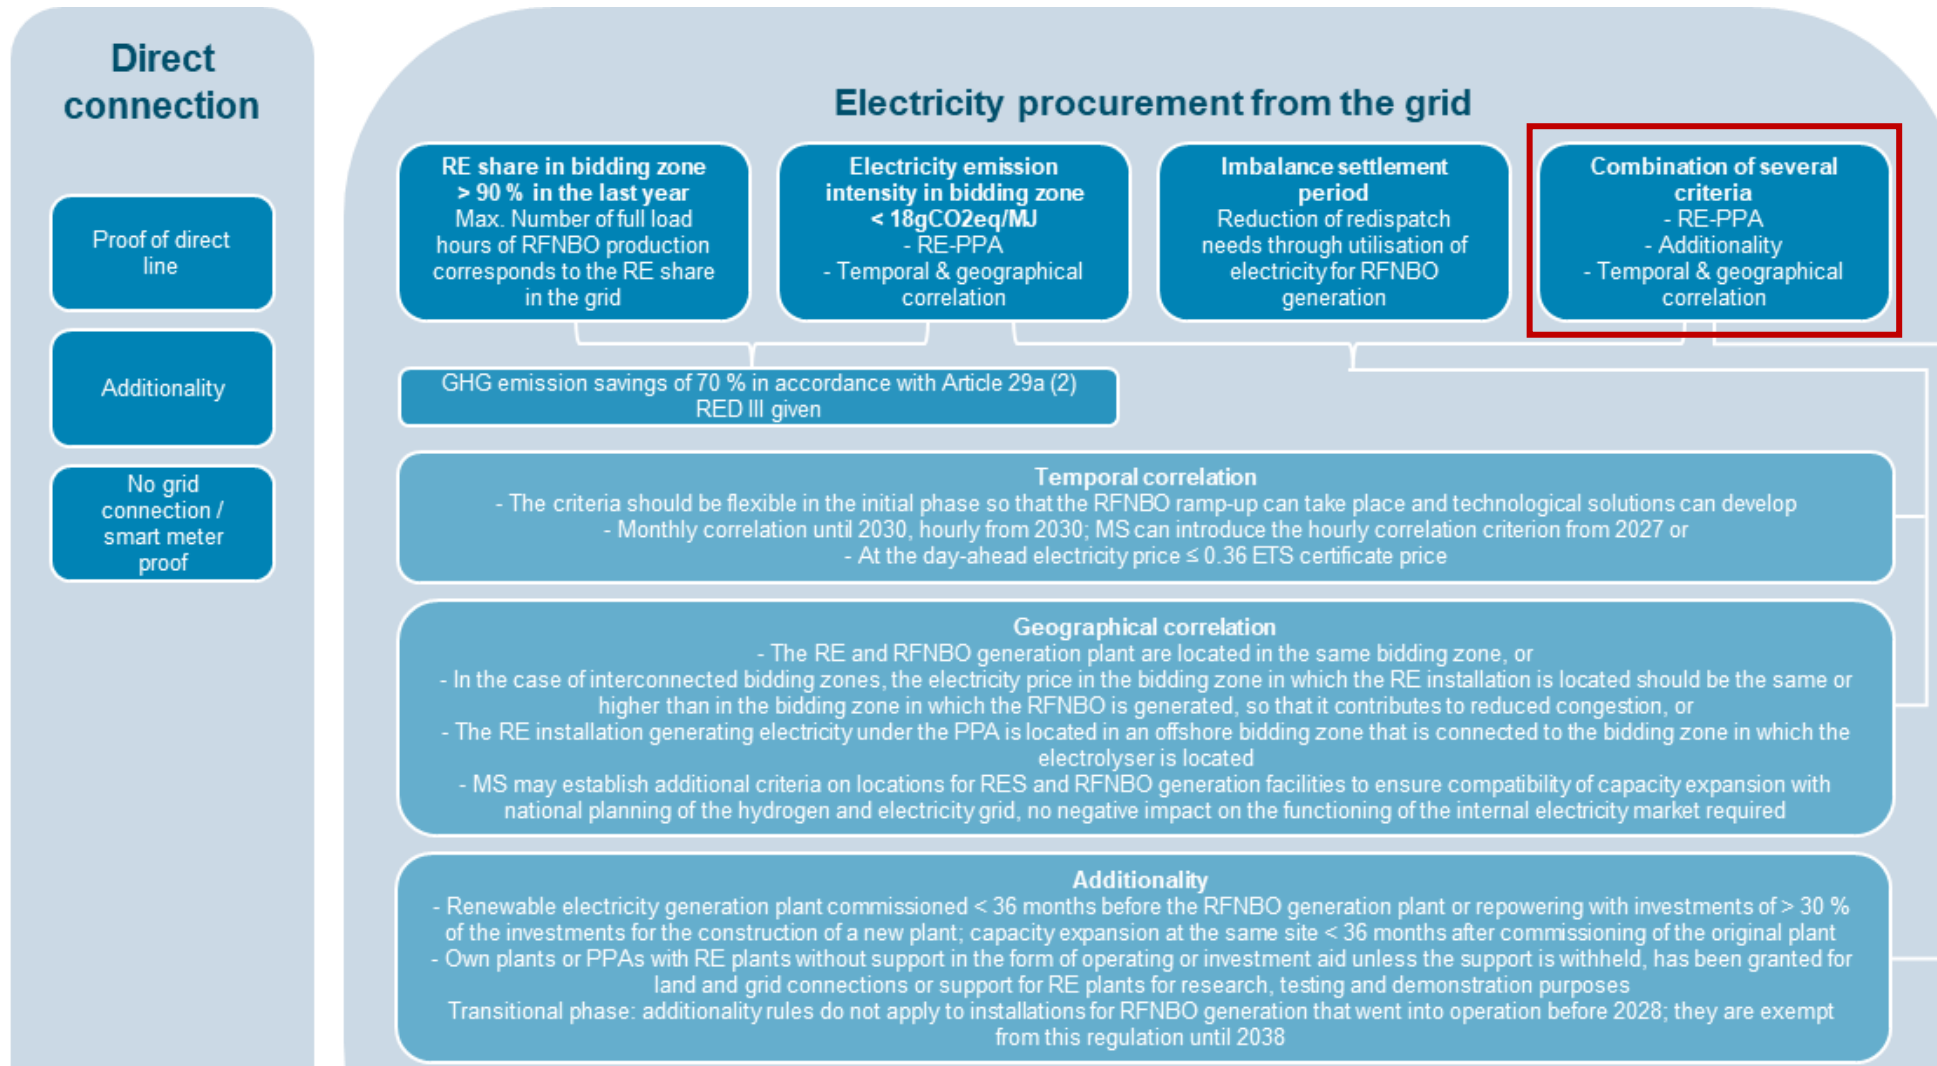 Direct
connection
Proof of direct
line
Additionality
No grid
connection /
smart meter
proof
Electricity procurement from the grid
RE share in bidding zone
> 90 % in the last year
Max. Number of full load
hours of RFNBO production
corresponds to the RE share
in the grid
Electricity emission
intensity in bidding zone
< 18gCO2eq/MJ
- RE-PPA
- Temporal & geographical
correlation
Imbalance settlement
period
Reduction of redispatch
needs through utilisation of
electricity for RFNBO
generation
Combination of several
criteria
- RE-PPA
- Additionality
- Temporal & geographical
correlation
GHG emission savings of 70 % in accordance with Article 29a (2)
RED III given
Temporal correlation
- The criteria should be flexible in the initial phase so that the RFNBO ramp-up can take place and technological solutions can develop
- Monthly correlation until 2030, hourly from 2030; MS can introduce the hourly correlation criterion from 2027 or
- At the day-ahead electricity price ≤ 0.36 ETS certificate price
Geographical correlation
- The RE and RFNBO generation plant are located in the same bidding zone, or
- In the case of interconnected bidding zones, the electricity price in the bidding zone in which the RE installation is located should be the same or
higher than in the bidding zone in which the RFNBO is generated, so that it contributes to reduced congestion, or
- The RE installation generating electricity under the PPA is located in an offshore bidding zone that is connected to the bidding zone in which the
electrolyser is located
- MS may establish additional criteria on locations for RES and RFNBO generation facilities to ensure compatibility of capacity expansion with
national planning of the hydrogen and electricity grid, no negative impact on the functioning of the internal electricity market required
Additionality
- Renewable electricity generation plant commissioned < 36 months before the RFNBO generation plant or repowering with investments of > 30 %
of the investments for the construction of a new plant; capacity expansion at the same site < 36 months after commissioning of the original plant
- Own plants or PPAs with RE plants without support in the form of operating or investment aid unless the support is withheld, has been granted for
land and grid connections or support for RE plants for research, testing and demonstration purposes
Transitional phase: additionality rules do not apply to installations for RFNBO generation that went into operation before 2028; they are exempt
from this regulation until 2038